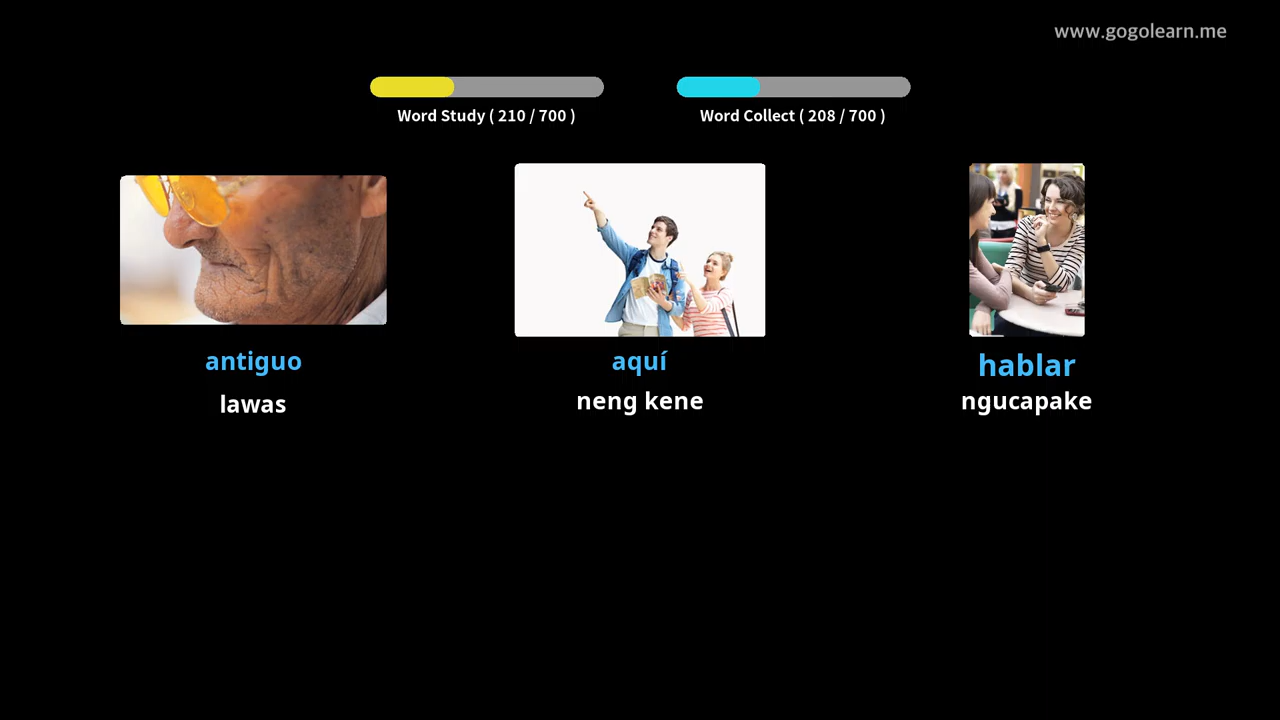 www.gogolearn.me
Word Study ( 210 / 700 )
Word Collect ( 208 / 700 )
antiguo
aquí
hablar
lawas
neng kene
ngucapake